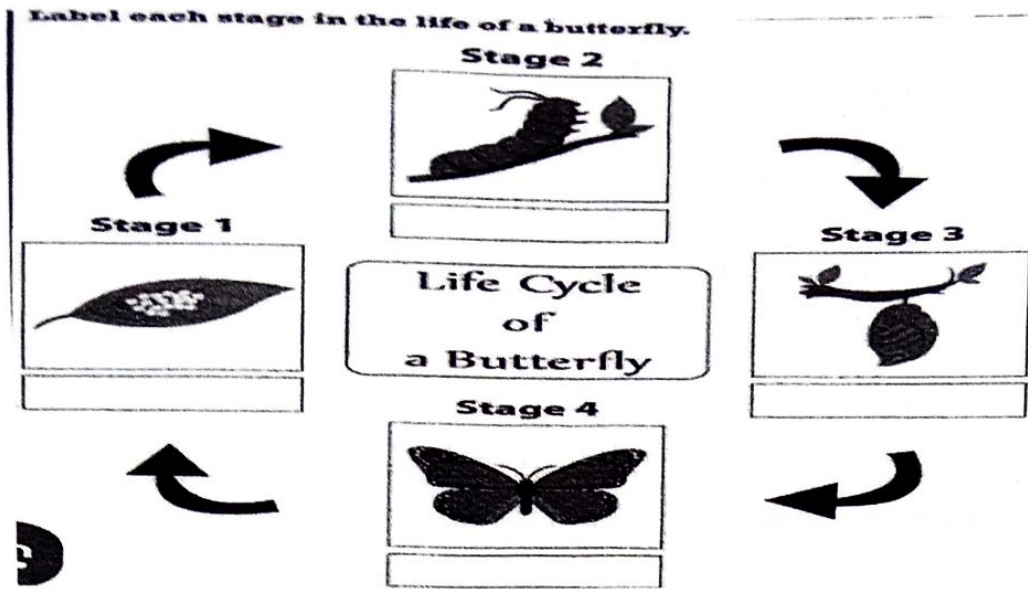 Label each stage in the life of a butterfly.
Stage 2
Stage 1
Stage 3
Life Cycle
of
a Butterfly
Stage 4